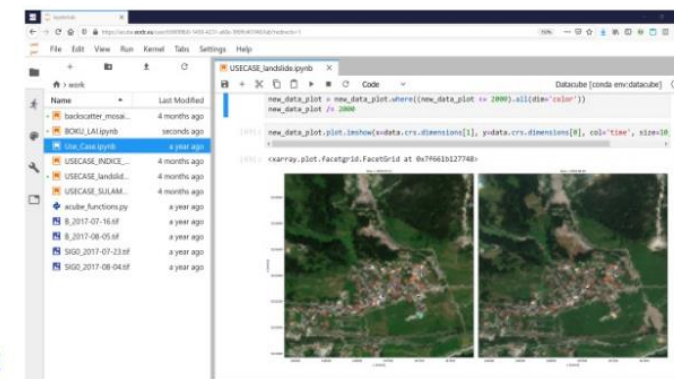 File Edit View Run Kernel Tabs Settings Help
USECASE_landslide.ipynb
Code
Datacube [conda env:datacube]
> work
Name
Last Modified
backscatter_mosai...
4 months ago
BOKU_LAI.ipynb
seconds ago
Use_Case.ipynb
a year ago
USECASE_INDICE_...
4 months ago
USECASE_landslid...
4 months ago
USECASE_SULAM...
4 months ago
acube_functions.py
a year ago
B_2017-07-16.tif
a year ago
B_2017-08-05.tif
a year ago
SIG0_2017-07-23.tif
a year ago
SIG0_2017-08-04.tif
a year ago
new_data_plot = new_data_plot.where((new_data_plot <= 2000).all(dim='color'))
new_data_plot /= 2000
new_data_plot.plot.imshow(x=data.crs.dimensions[1], y=data.crs.dimensions[0], col='time', size=10
<xarray.plot.facetgrid.FacetGrid at 0x7f661b127748>